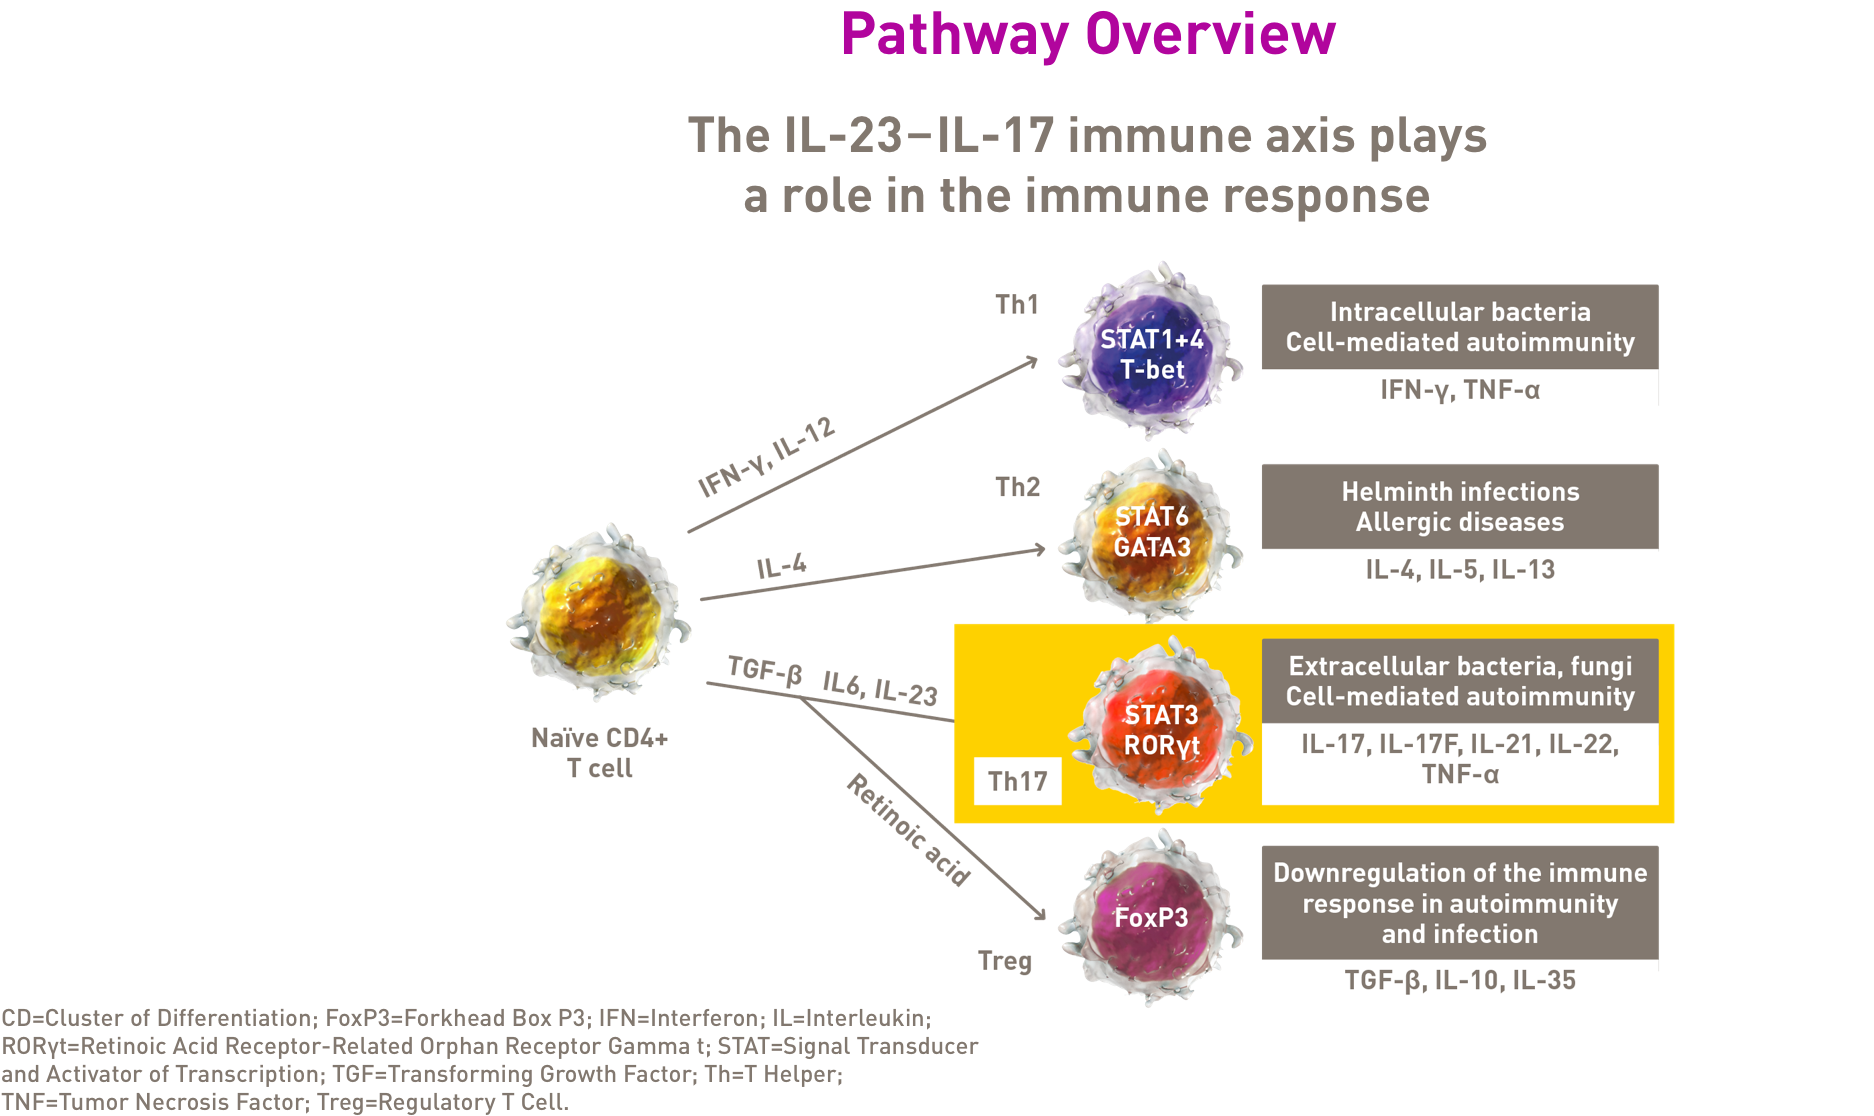 Pathway Overview
The IL-23–IL-17 immune axis plays
a role in the immune response
Th1
STAT1+4
T-bet
Intracellular bacteria
Cell-mediated autoimmunity
IFN-γ, TNF-α
IFN-γ, IL-12
Th2
STAT6
GATA3
Helminth infections
Allergic diseases
IL-4, IL-5, IL-13
IL-4
Naïve CD4+
T cell
TGF-β IL6, IL-23
Th17
STAT3
RORγt
Extracellular bacteria, fungi
Cell-mediated autoimmunity
IL-17, IL-17F, IL-21, IL-22,
TNF-α
Retinoic acid
Treg
FoxP3
Downregulation of the immune
response in autoimmunity
and infection
TGF-β, IL-10, IL-35
CD=Cluster of Differentiation; FoxP3=Forkhead Box P3; IFN=Interferon; IL=Interleukin;
RORγt=Retinoic Acid Receptor-Related Orphan Receptor Gamma t; STAT=Signal Transducer
and Activator of Transcription; TGF=Transforming Growth Factor; Th=T Helper;
TNF=Tumor Necrosis Factor; Treg=Regulatory T Cell.